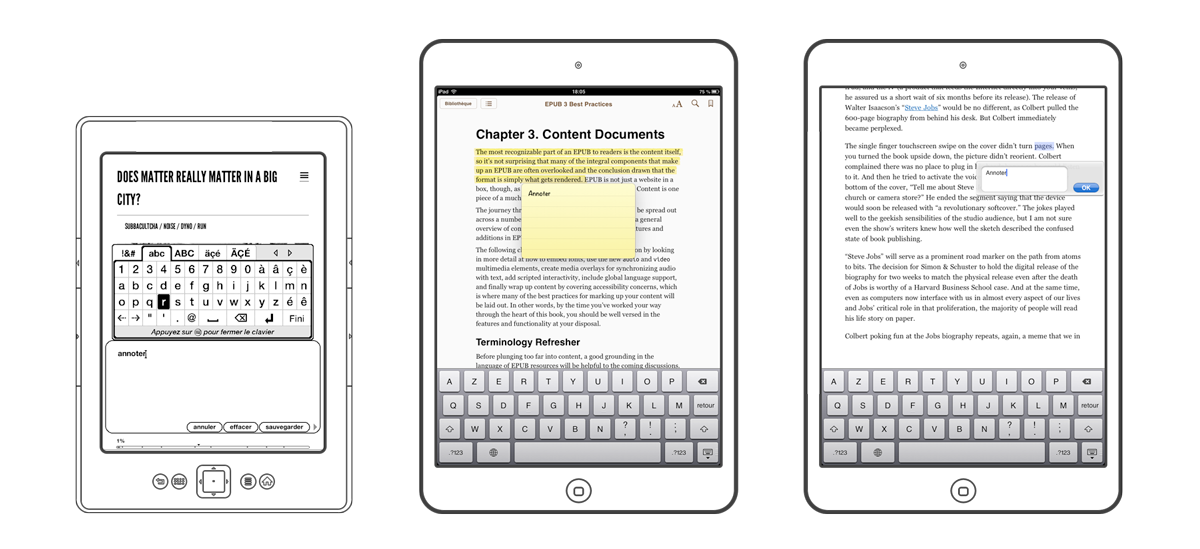 DOES MATTER REALLY MATTER IN A BIG
CITY?
SUBBACULTCHA / NOISE / DYNO / RUN
!&# abc ABC äçé ÄÇÉ
1 2 3 4 5 6 7 8 9 0 à â ç è
a b c d e f g h i j k l m n
o p q r s t u v w x y z é ê
" ' . @ Fini
Appuyez sur pour fermer le clavier
annoter
annuler effacer sauvegarder
1%
iPad 18:05 75 %
Bibliothèque EPUB 3 Best Practices AA
Chapter 3. Content Documents
The most recognizable part of an EPUB to readers is the content itself,
so it's not surprising that many of the integral components that make
up an EPUB are often overlooked and the conclusion drawn that the
format is simply what gets rendered. EPUB is not just a website in a
box, though, as Content is one
piece of a much
Annoter
The journey th be spread out
across a numbe a general
overview of con tures and
additions in EP
The following c on by looking
in more detail at how to embed fonts, use the new audio and video
multimedia elements, create media overlays for synchronizing audio
with text, add scripted interactivity, include global language support,
and finally wrap up content by covering accessibility concerns, which
is where many of the best practices for marking up your content will
be laid out. In other words, by the time you've worked your way
through the heart of this book, you should be well versed in the
features and functionality at your disposal.
Terminology Refresher
Before plunging too far into content, a good grounding in the
language of EPUB resources will be helpful to the coming discussions.
A Z E R T Y U I O P
Q S D F G H J K L M retour
W X C V B N ? , ! . : ;
.?123 .?123
he assured us a short wait of six months before its release). The release of
Walter Isaacson's "Steve Jobs" would be no different, as Colbert pulled the
600-page biography from behind his desk. But Colbert immediately
became perplexed.
The single finger touchscreen swipe on the cover didn't turn pages. When
you turned the book upside down, the picture didn't reorient. Colbert
complained there was no place to plug in
to it. And then he tried to activate the voi
bottom of the cover, "Tell me about Steve
church or camera store?" He ended the segment saying that the device
Annoter
OK
would soon be released with "a revolutionary softcover." The jokes played
well to the geekish sensibilities of the studio audience, but I am not sure
even the show's writers knew how well the sketch described the confused
state of book publishing.
"Steve Jobs" will serve as a prominent road marker on the path from atoms
to bits. The decision for Simon & Schuster to hold the digital release of the
biography for two weeks to match the physical release even after the death
of Jobs is worthy of a Harvard Business School case. And at the same time,
even as computers now interface with us in almost every aspect of our lives
and Jobs' critical role in that proliferation, the majority of people will read
his life story on paper.
Colbert poking fun at the Jobs biography repeats, again, a meme that we in
A Z E R T Y U I O P
Q S D F G H J K L M retour
W X C V B N ? , ! . : ;
.?123 .?123